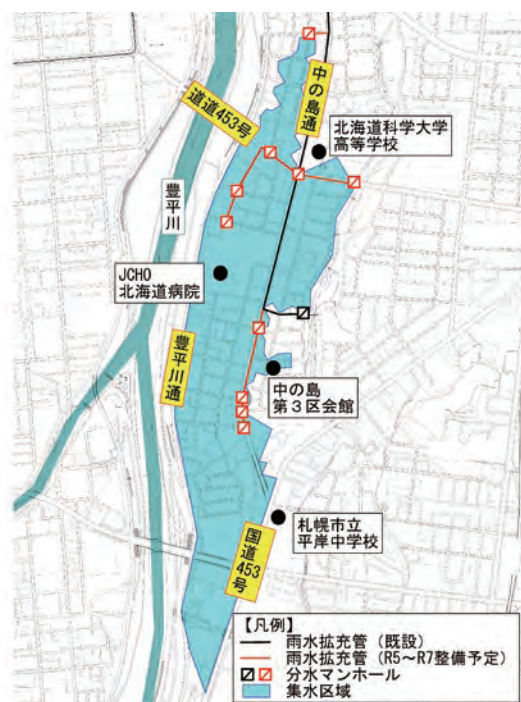 中の島通
道道453号
北海道科学大学
高等学校
豊平川
JCHO
北海道病院
豊平川通
中の島
第3区会館
札幌市立
平岸中学校
国道453号
【凡例】
雨水拡充管（既設）
雨水拡充管（R5～R7整備予定）
分水マンホール
集水区域